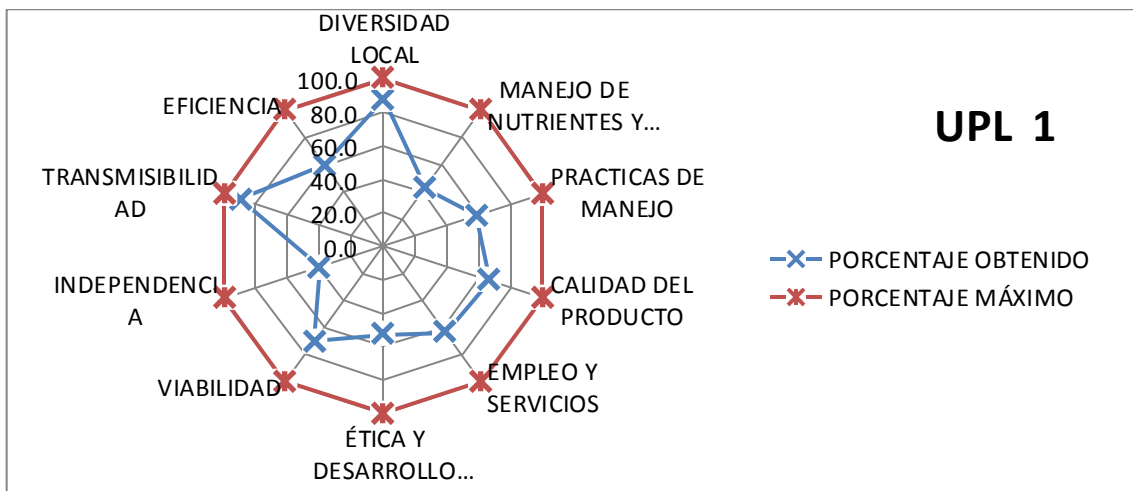 DIVERSIDAD
LOCAL
MANEJO DE
NUTRIENTES Y...
PRACTICAS DE
MANEJO
CALIDAD DEL
PRODUCTO
EMPLEO Y
SERVICIOS
ÉTICA Y
DESARROLLO...
VIABILIDAD
INDEPENDENCI
A
TRANSMISIBILID
AD
EFICIENCIA
100.0
80.0
60.0
40.0
20.0
0.0
UPL 1
PORCENTAJE OBTENIDO
PORCENTAJE MÁXIMO